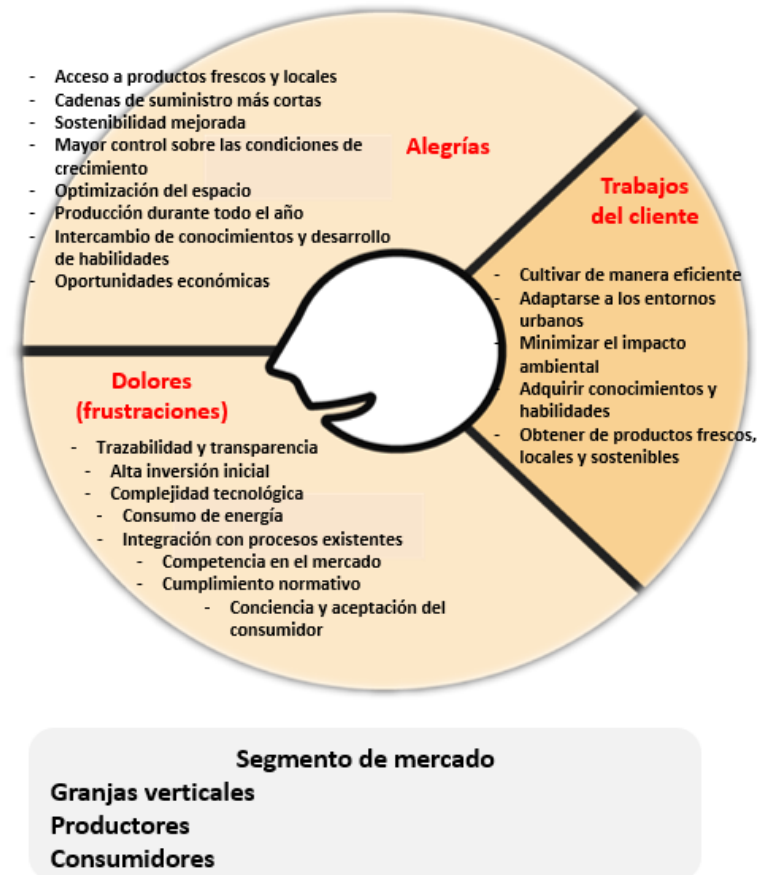 - Acceso a productos frescos y locales
- Cadenas de suministro más cortas
- Sostenibilidad mejorada
- Mayor control sobre las condiciones de
crecimiento
- Optimización del espacio
- Producción durante todo el año
- Intercambio de conocimientos y desarrollo
de habilidades
- Oportunidades económicas
Alegrías
Trabajos
del cliente
- Cultivar de manera eficiente
- Adaptarse a los entornos
urbanos
- Minimizar el impacto
ambiental
- Adquirir conocimientos y
habilidades
- Obtener de productos frescos,
locales y sostenibles
Dolores
(frustraciones)
- Trazabilidad y transparencia
- Alta inversión inicial
- Complejidad tecnológica
- Consumo de energía
- Integración con procesos existentes
- Competencia en el mercado
- Cumplimiento normativo
- Conciencia y aceptación del
consumidor
Segmento de mercado
Granjas verticales
Productores
Consumidores